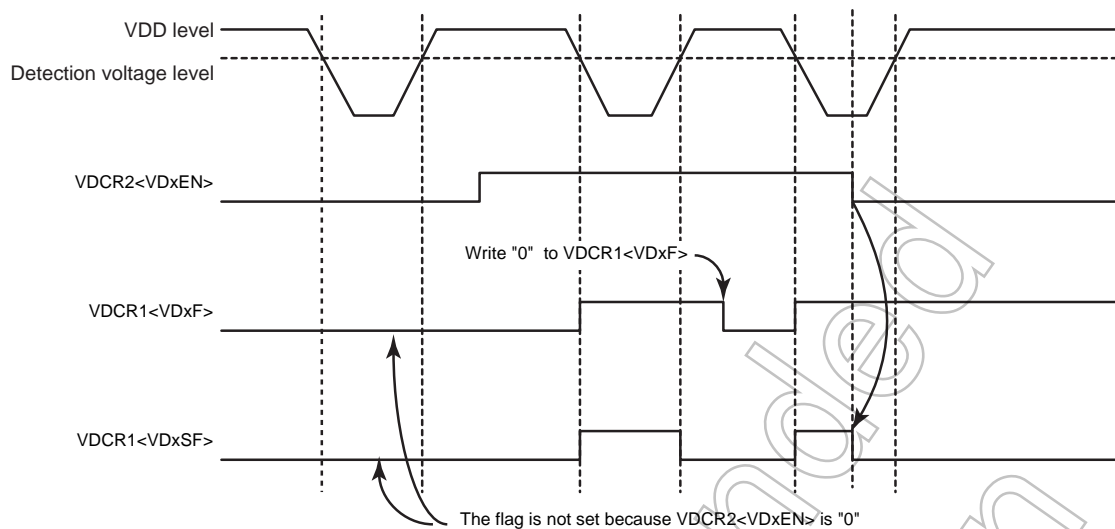 VDD level
Detection voltage level
VDCR2<VDxEN>
Write "0" to VDCR1<VDxF>
VDCR1<VDxF>
VDCR1<VDxSF>
The flag is not set because VDCR2<VDxEN> is "0"